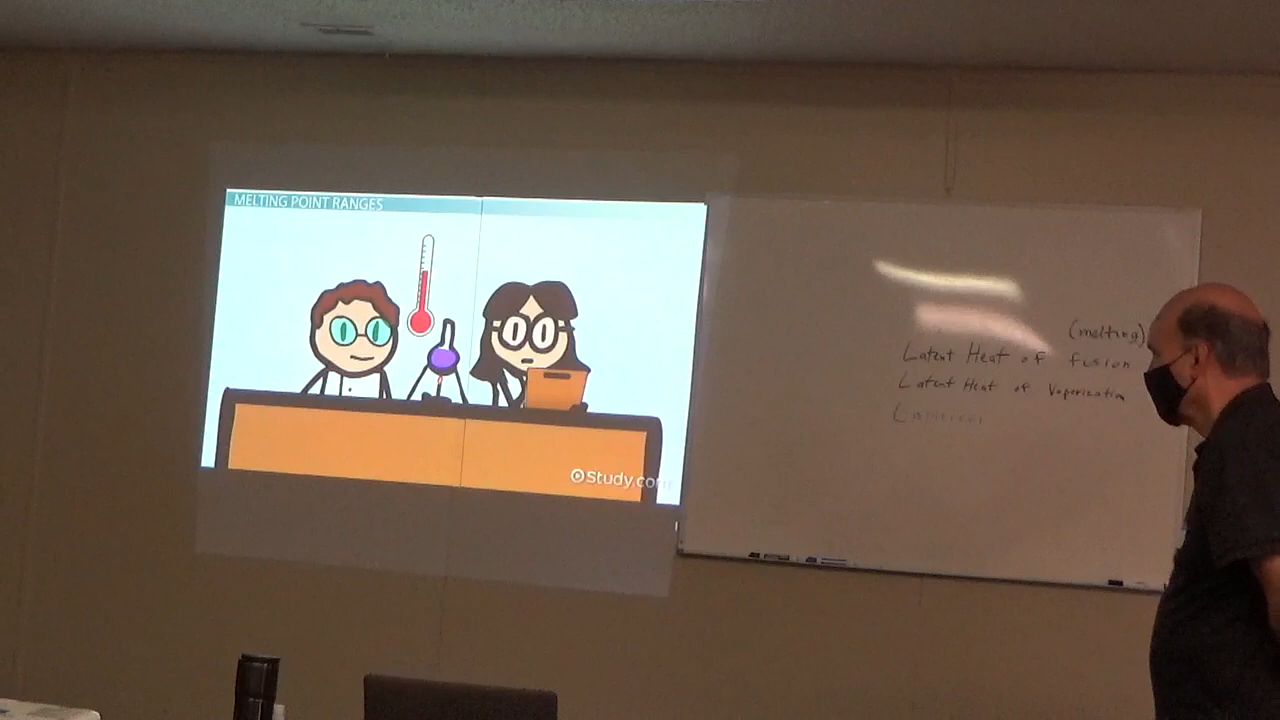 MELTING POINT RANGES
Study.com
(melting)
Latent Heat of fusion
Latent Heat of Vaporization